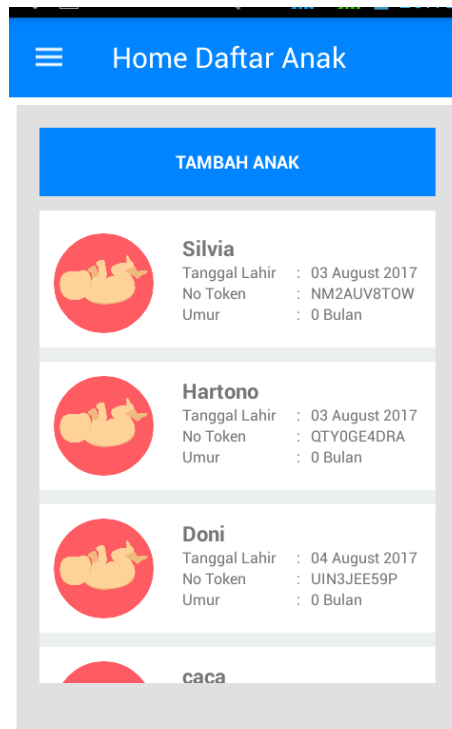 Home Daftar Anak
TAMBAH ANAK
Silvia
Tanggal Lahir : 03 August 2017
No Token : NM2AUV8TOW
Umur : 0 Bulan
Hartono
Tanggal Lahir : 03 August 2017
No Token : QTY0GE4DRA
Umur : 0 Bulan
Doni
Tanggal Lahir : 04 August 2017
No Token : UIN3JEE59P
Umur : 0 Bulan
caca